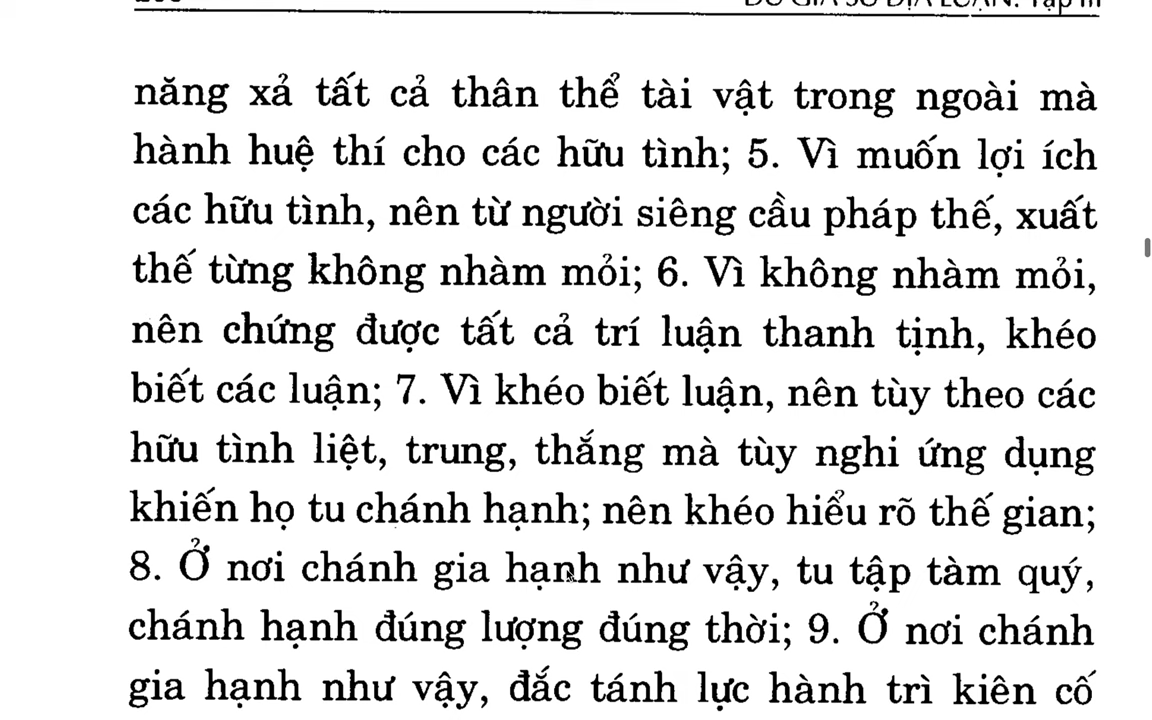 năng xả tất cả thân thể tài vật trong ngoài mà
hành huệ thí cho các hữu tình; 5. Vì muốn lợi ích
các hữu tình, nên từ người siêng cầu pháp thế, xuất
thế từng không nhàm mỏi; 6. Vì không nhàm mỏi,
nên chứng được tất cả trí luận thanh tịnh, khéo
biết các luận; 7. Vì khéo biết luận, nên tùy theo các
hữu tình liệt, trung, thắng mà tùy nghi ứng dụng
khiến họ tu chánh hạnh; nên khéo hiểu rõ thế gian;
8. Ở nơi chánh gia hạnh như vậy, tu tập tàm quý,
chánh hạnh đúng lượng đúng thời; 9. Ở nơi chánh
gia hạnh như vậy, đắc tánh lực hành trì kiên cố